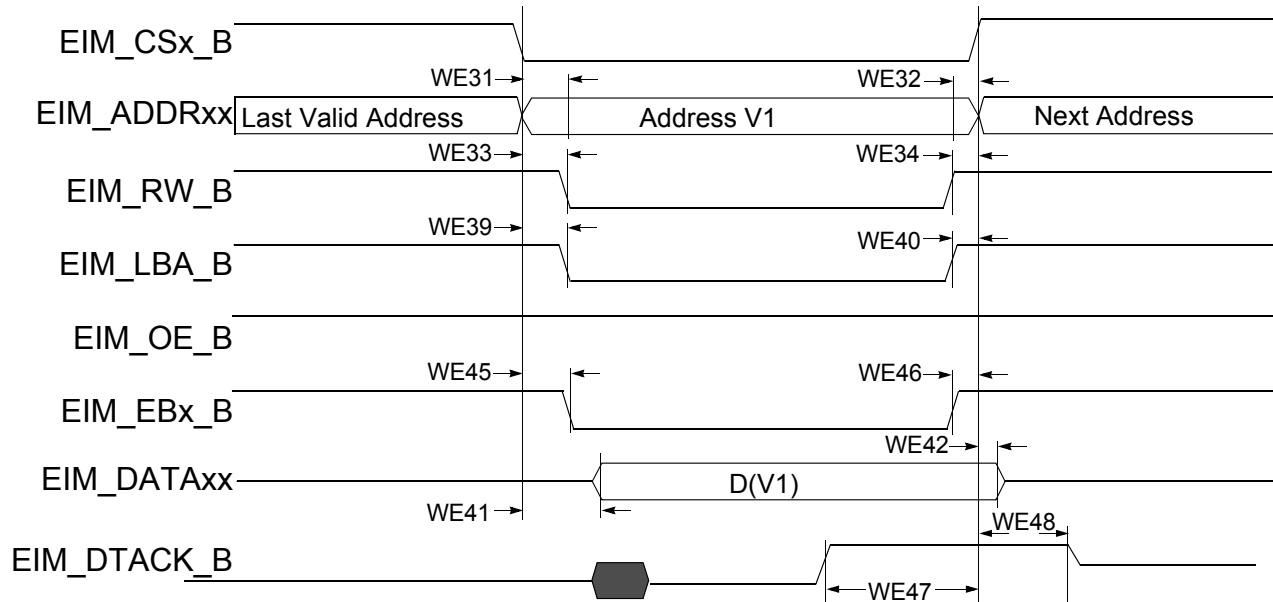 EIM_CSx_B
WE31
WE32
EIM_ADDRxx
Last Valid Address
Address V1
Next Address
WE33
WE34
EIM_RW_B
WE39
WE40
EIM_LBA_B
EIM_OE_B
WE45
WE46
EIM_EBx_B
WE42
EIM_DATAxx
D(V1)
WE41
WE48
EIM_DTACK_B
WE47